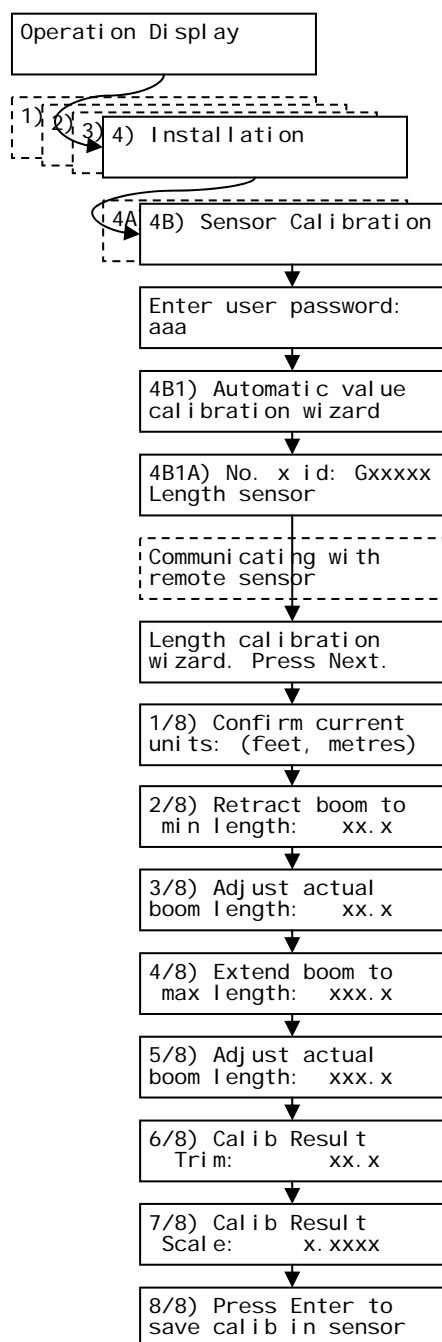 Operation Display
1)
2)
3)
4) Installation
4A
4B) Sensor Calibration
Enter user password:
aaa
4B1) Automatic value
calibration wizard
4B1A) No. x id: Gxxxxx
Length sensor
Communicating with
remote sensor
Length calibration
wizard. Press Next.
1/8) Confirm current
units: (feet, metres)
2/8) Retract boom to
min length: xx.x
3/8) Adjust actual
boom length: xx.x
4/8) Extend boom to
max length: xxx.x
5/8) Adjust actual
boom length: xxx.x
6/8) Calib Result
Trim: xx.x
7/8) Calib Result
Scale: x.xxxx
8/8) Press Enter to
save calib in sensor